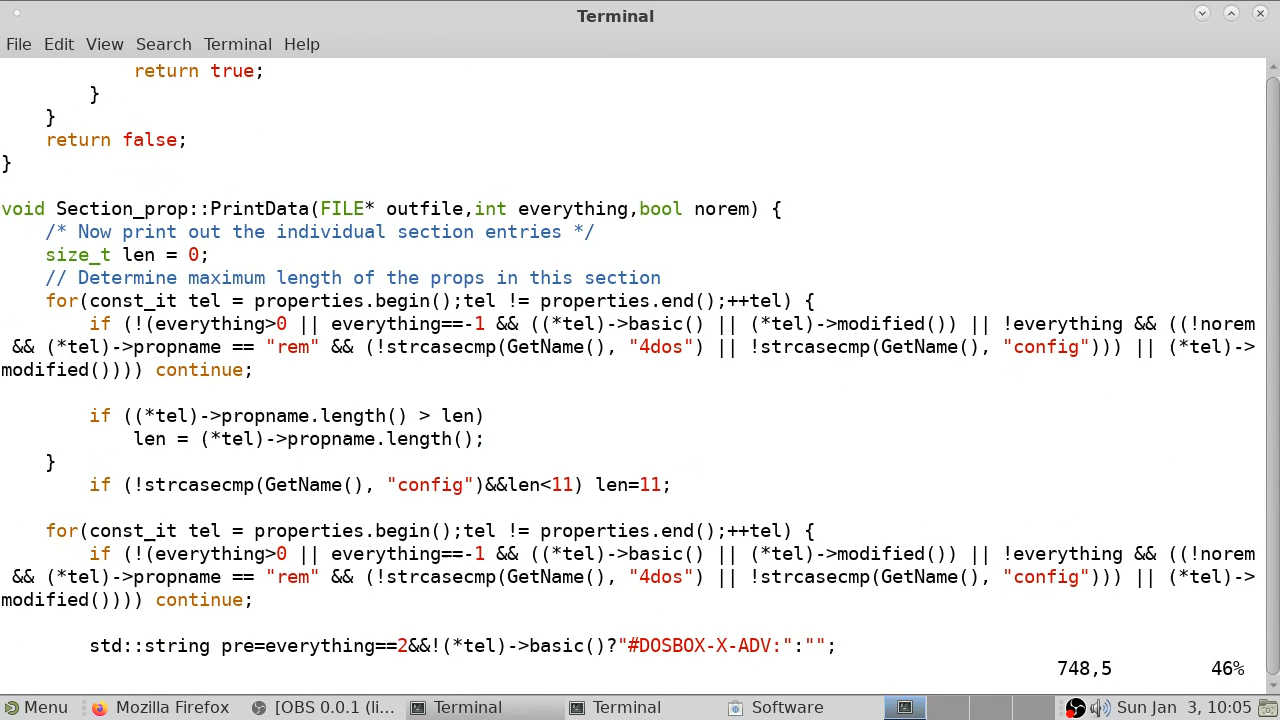 Terminal
File Edit View Search Terminal Help
            return true;
        }
    }
    return false;
}

void Section_prop::PrintData(FILE* outfile,int everything,bool norem) {
    /* Now print out the individual section entries */
    size_t len = 0;
    // Determine maximum length of the props in this section
    for(const_it tel = properties.begin();tel != properties.end();++tel) {
        if (!(everything>0 || everything==-1 && ((*tel)->basic() || (*tel)->modified()) || !everything && ((!norem
 && (*tel)->propname == "rem" && (!strcasecmp(GetName(), "4dos") || !strcasecmp(GetName(), "config"))) || (*tel)->
modified()))) continue;

        if ((*tel)->propname.length() > len)
            len = (*tel)->propname.length();
    }
        if (!strcasecmp(GetName(), "config")&&len<11) len=11;

    for(const_it tel = properties.begin();tel != properties.end();++tel) {
        if (!(everything>0 || everything==-1 && ((*tel)->basic() || (*tel)->modified()) || !everything && ((!norem
 && (*tel)->propname == "rem" && (!strcasecmp(GetName(), "4dos") || !strcasecmp(GetName(), "config"))) || (*tel)->
modified()))) continue;

        std::string pre=everything==2&&!(*tel)->basic()?"#DOSBOX-X-ADV:":"";
748,5 46%
Menu Mozilla Firefox [OBS 0.0.1 (li... Terminal Terminal Software Sun Jan 3, 10:05